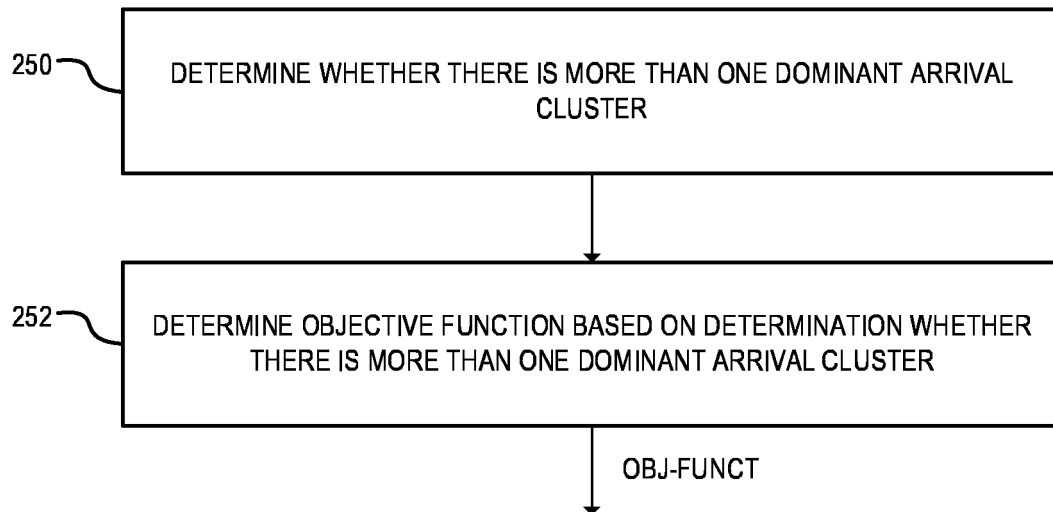 250
DETERMINE WHETHER THERE IS MORE THAN ONE DOMINANT ARRIVAL
CLUSTER
252
DETERMINE OBJECTIVE FUNCTION BASED ON DETERMINATION WHETHER
THERE IS MORE THAN ONE DOMINANT ARRIVAL CLUSTER
OBJ-FUNCT